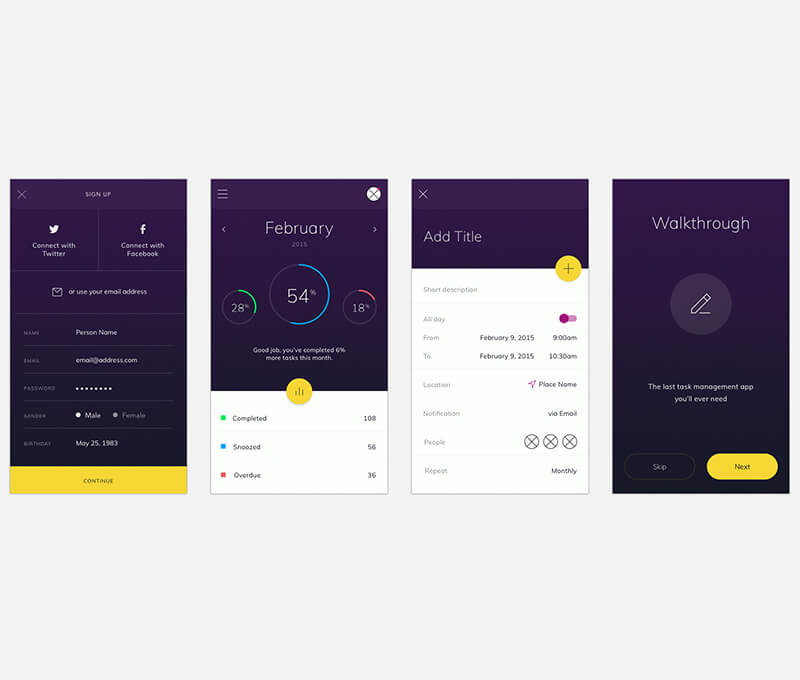 SIGN UP
Connect with
Twitter
Connect with
Facebook
or use your email address
NAME Person Name
EMAIL email@address.com
PASSWORD ••••••••
GENDER Male Female
BIRTHDAY May 25, 1983
CONTINUE
February
2015
28%
54%
18%
Good job, you've completed 6%
more tasks this month.
Completed 108
Snoozed 56
Overdue 36
Add Title
Short description
All day
From February 9, 2015 9:00am
To February 9, 2015 10:30am
Location Place Name
Notification via Email
People
Repeat Monthly
Walkthrough
The last task management app
you'll ever need
Skip Next